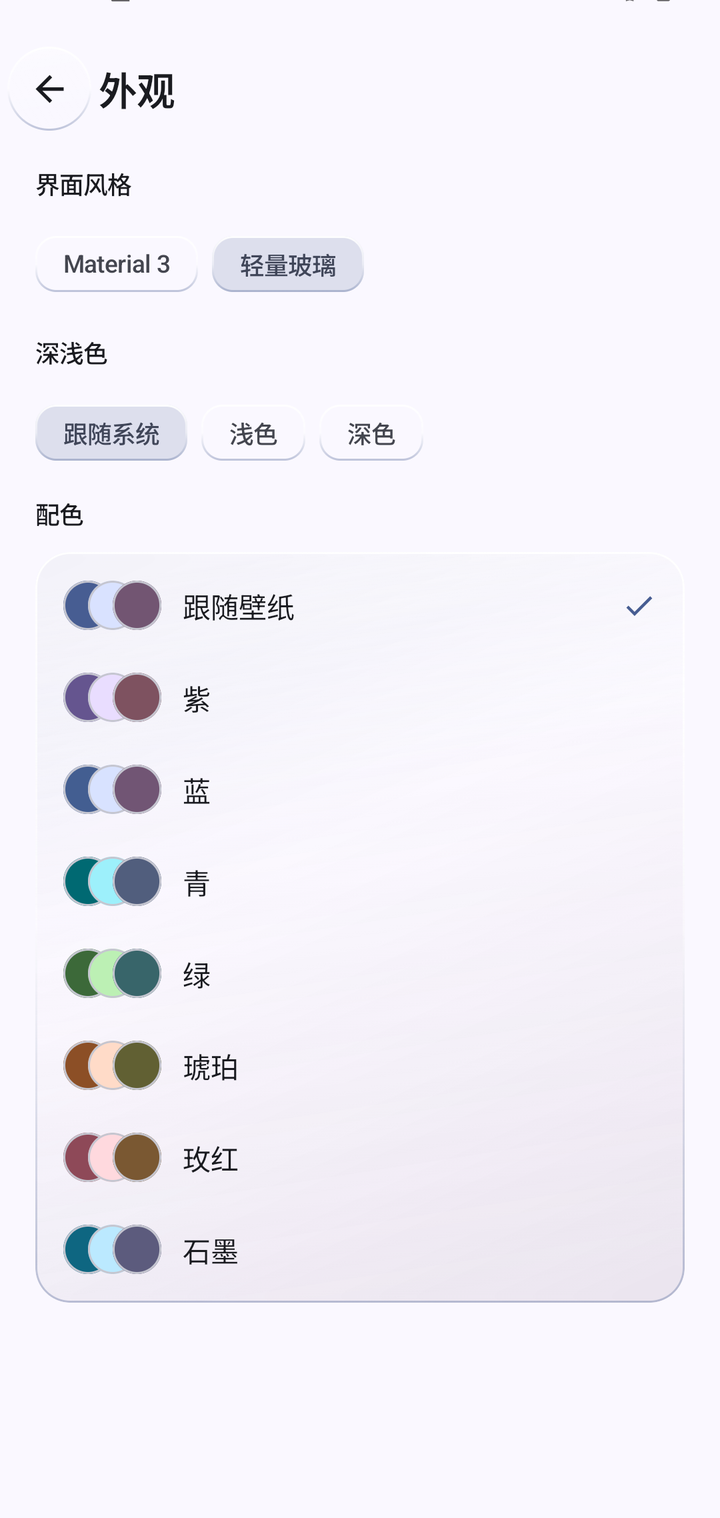 外观
界面风格
Material 3 轻量玻璃
深浅色
跟随系统 浅色 深色
配色
跟随壁纸
紫
蓝
青
绿
琥珀
玫红
石墨